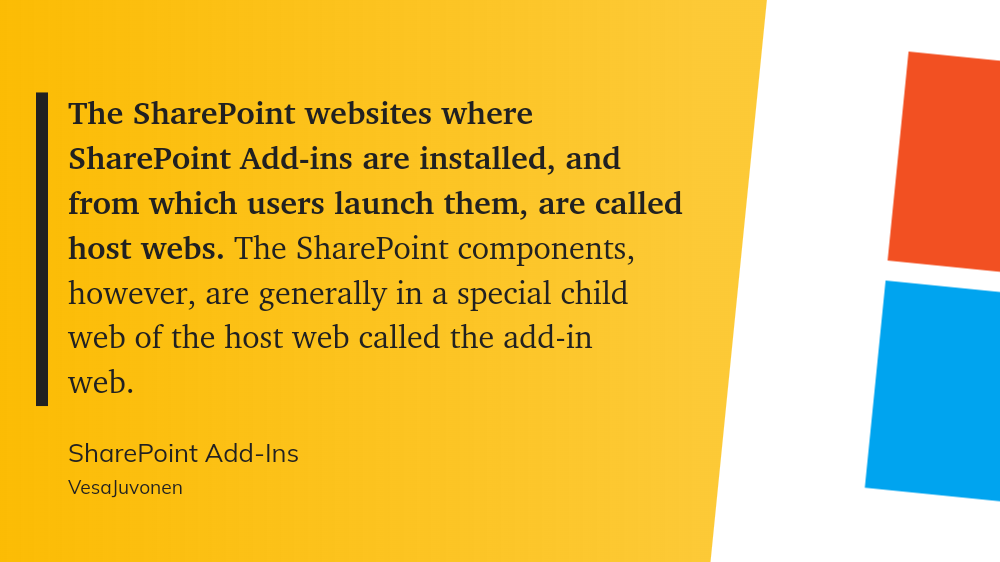 The SharePoint websites where
SharePoint Add-ins are installed, and
from which users launch them, are called
host webs. The SharePoint components,
however, are generally in a special child
web of the host web called the add-in
web.
SharePoint Add-Ins
VesaJuvonen